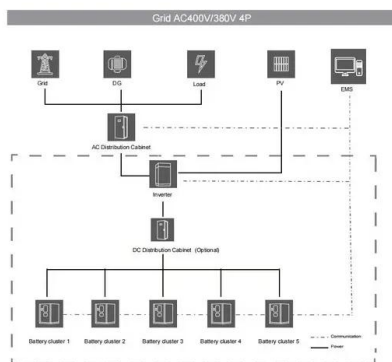 Grid AC400V/380V 4P
Grid
DG
Load
PV
EMS
AC Distribution Cabinet
Inverter
DC Distribution Cabinet (Optional)
Battery cluster 1
Battery cluster 2
Battery cluster 3
Battery cluster 4
Battery cluster 5
Communication
Power